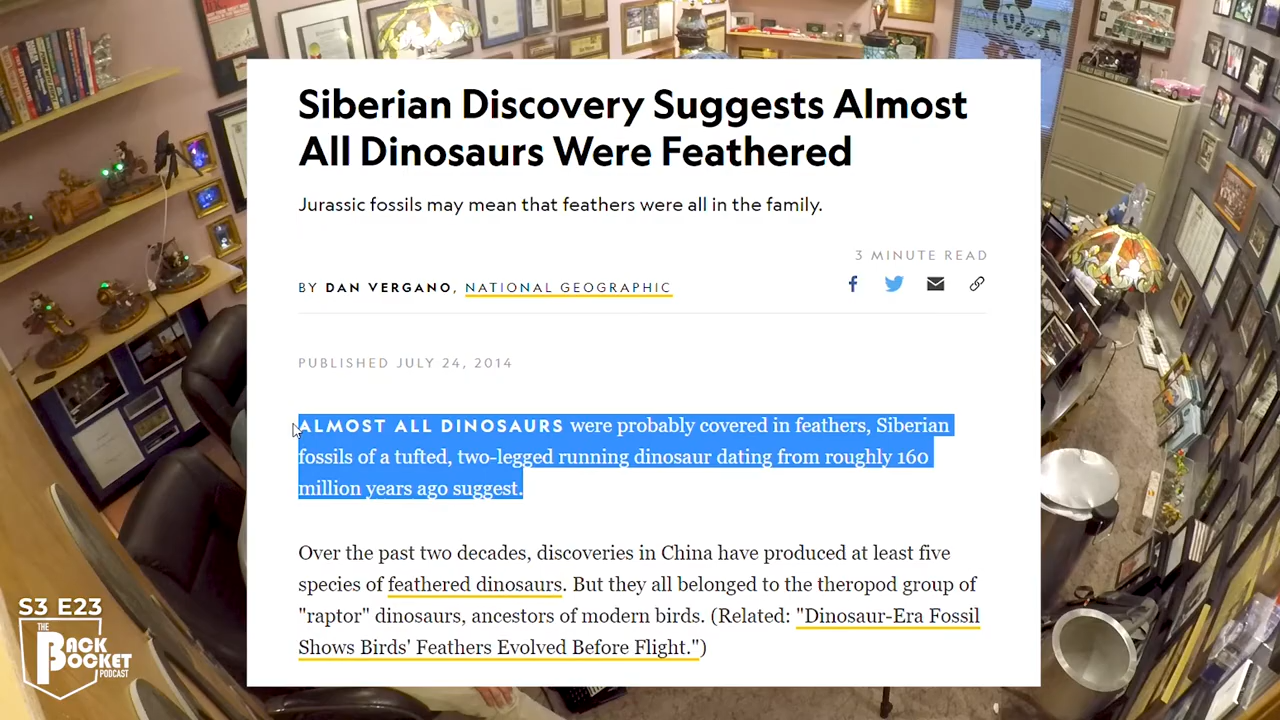 Siberian Discovery Suggests Almost
All Dinosaurs Were Feathered
Jurassic fossils may mean that feathers were all in the family.
3 MINUTE READ
BY DAN VERGANO, NATIONAL GEOGRAPHIC
PUBLISHED JULY 24, 2014
ALMOST ALL DINOSAURS were probably covered in feathers, Siberian
fossils of a tufted, two-legged running dinosaur dating from roughly 160
million years ago suggest.
Over the past two decades, discoveries in China have produced at least five
species of feathered dinosaurs. But they all belonged to the theropod group of
"raptor" dinosaurs, ancestors of modern birds. (Related: "Dinosaur-Era Fossil
Shows Birds' Feathers Evolved Before Flight.")
S3 E23
THE
BACK
POCKET
PODCAST